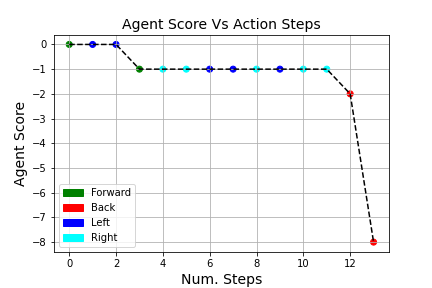 Agent Score Vs Action Steps
Agent Score
0
−1
−2
−3
−4
−5
−6
−7
−8
Forward
Back
Left
Right
0 2 4 6 8 10 12
Num. Steps